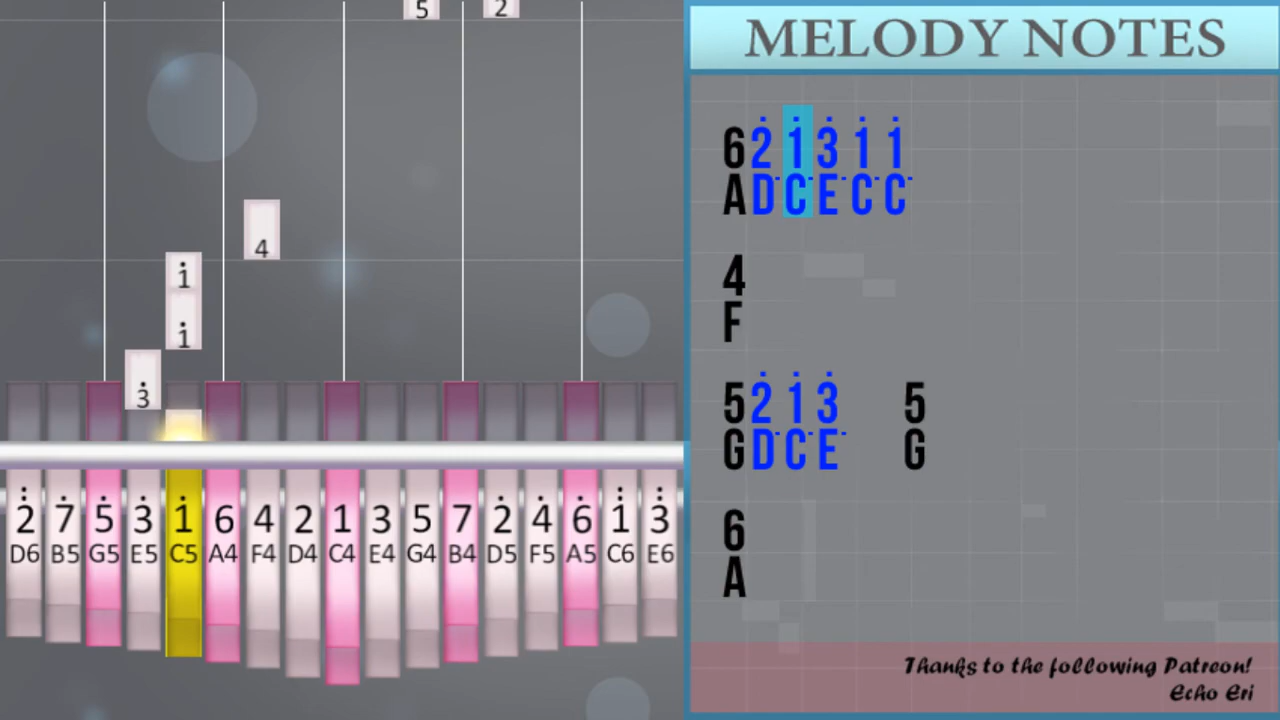 5 2
MELODY NOTES
6 2̇ 1̇ 3̇ 1̇ 1̇
A D˙ C˙ E˙ C˙ C˙
4
1̇
4
F
1̇
3̇
5 2̇ 1̇ 3̇ 5
G D˙ C˙ E˙ G
2̈ 7̇ 5̇ 3̇ 1̇ 6 4 2 1 3 5 7 2̇ 4̇ 6̇ 1̈ 3̈
D6 B5 G5 E5 C5 A4 F4 D4 C4 E4 G4 B4 D5 F5 A5 C6 E6
6
A
Thanks to the following Patreon!
Echo Eri